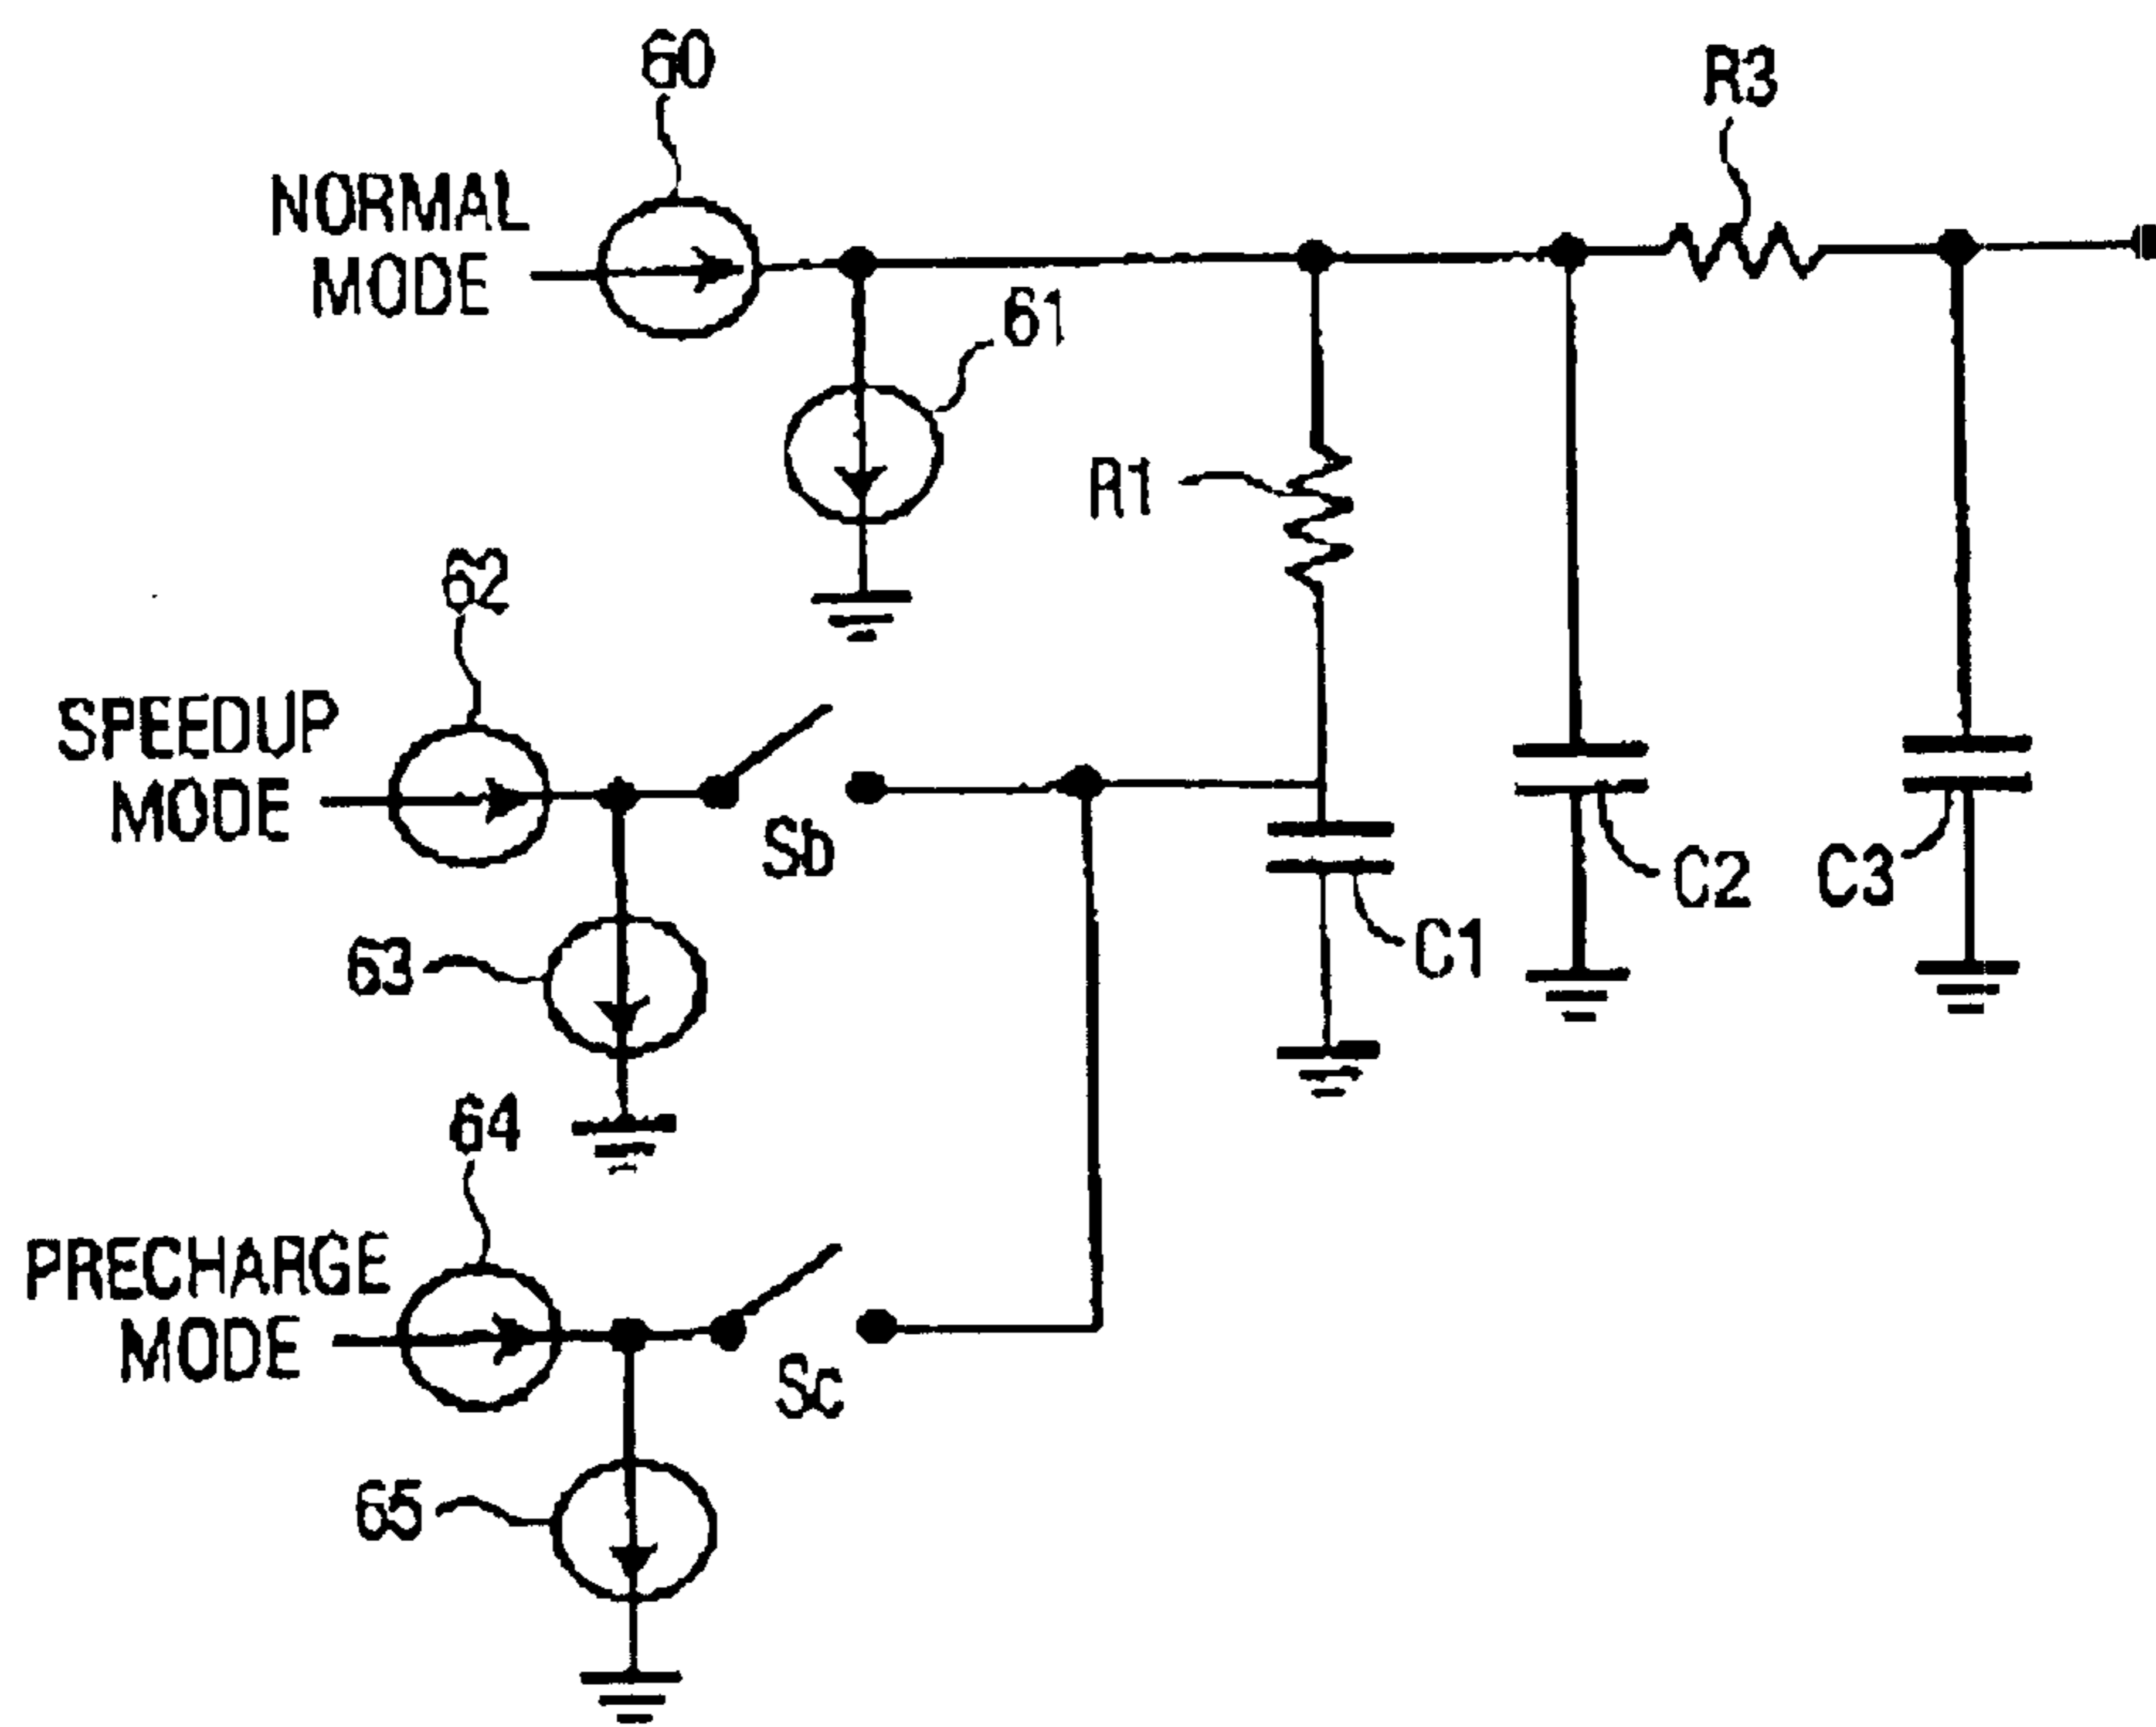 60
R3
NORMAL
MODE
61
R1
62
SPEEDUP
MODE
Sb
C2
C3
C1
63
64
PRECHARGE
MODE
Sc
65